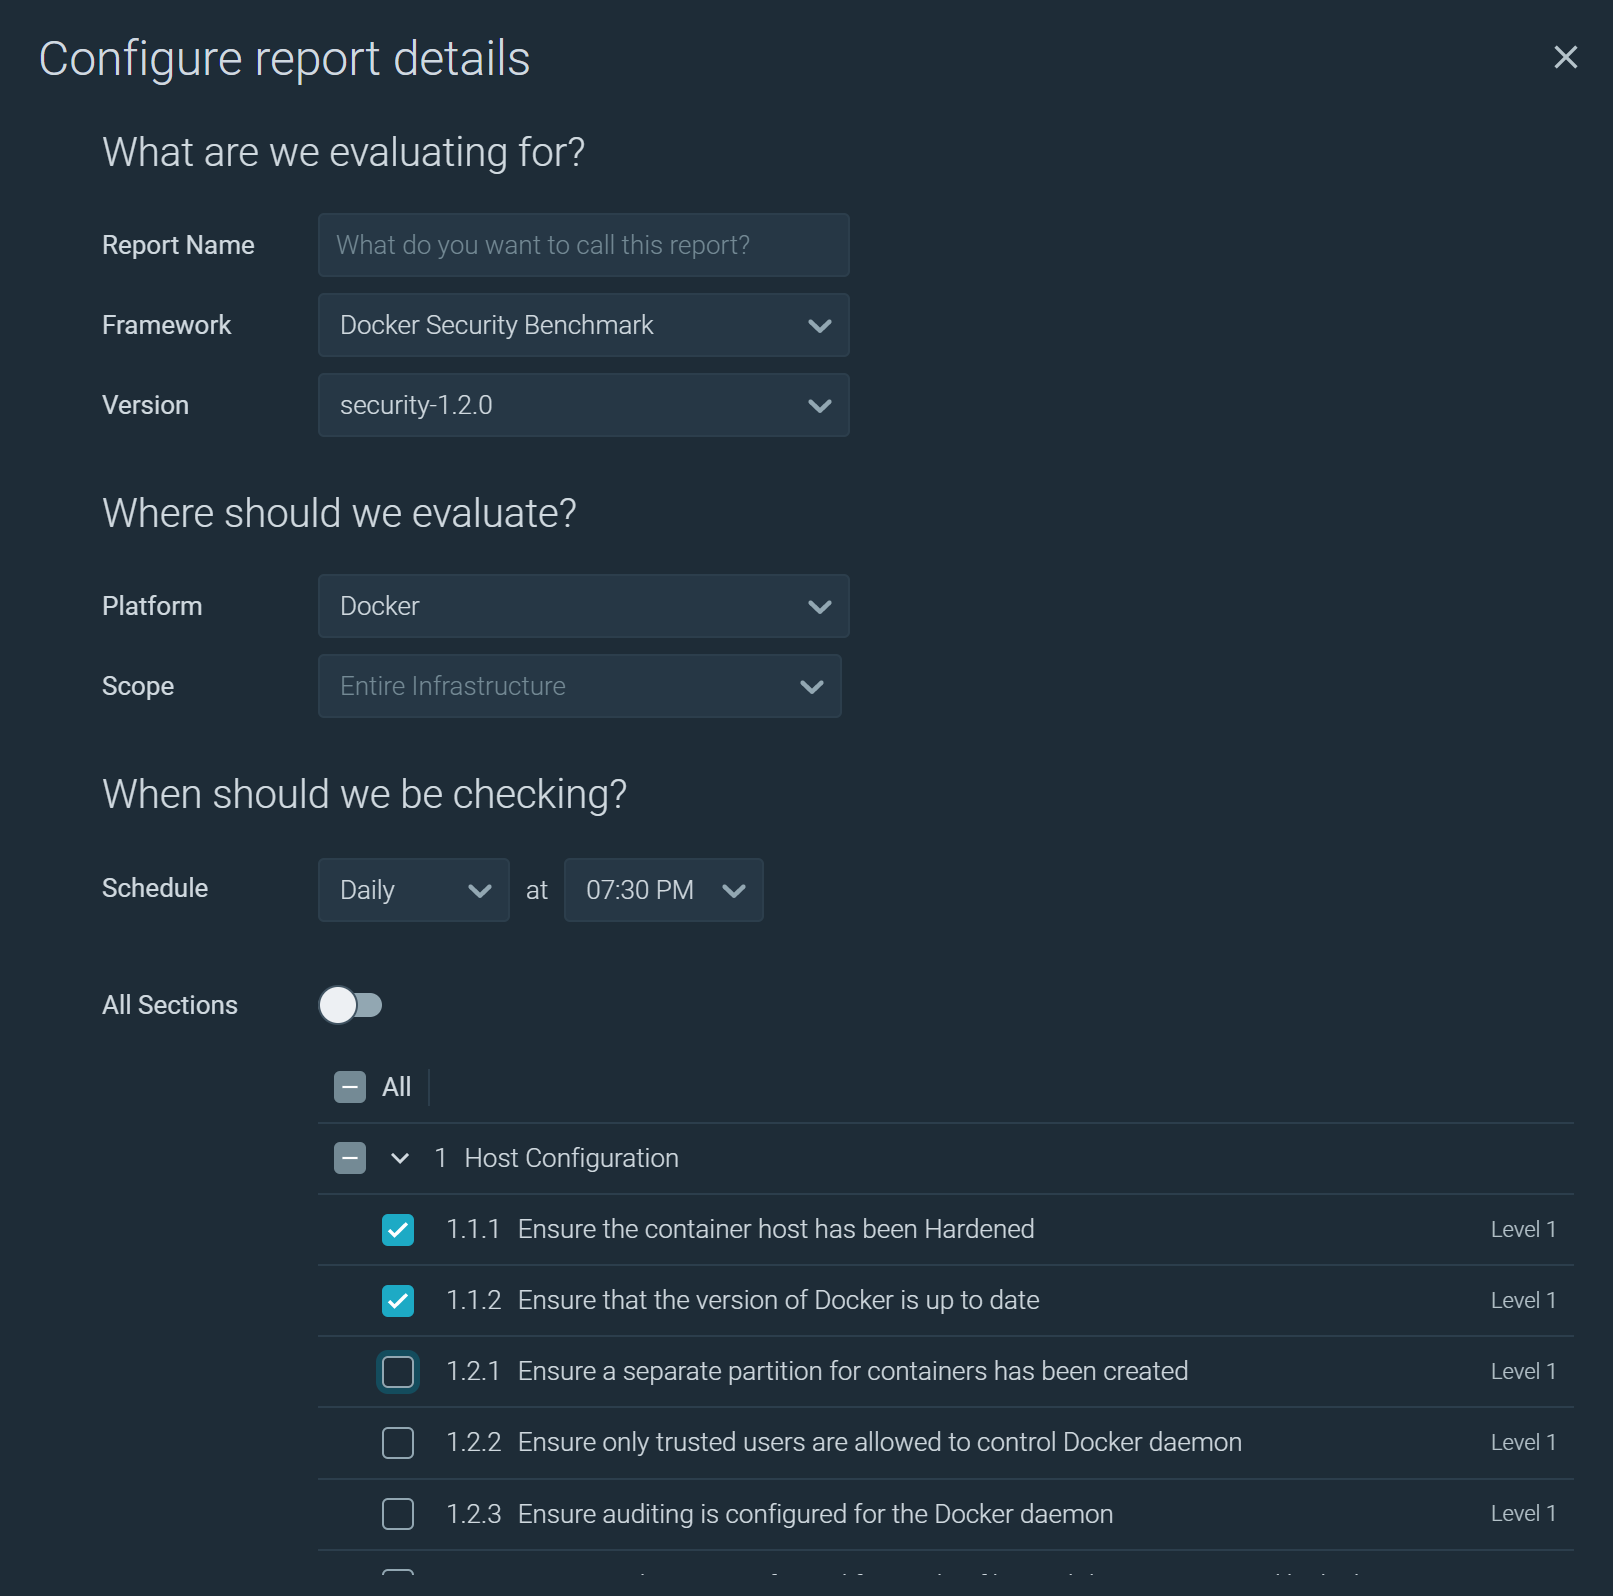 Configure report details
What are we evaluating for?
Report Name What do you want to call this report?
Framework Docker Security Benchmark
Version security-1.2.0
Where should we evaluate?
Platform Docker
Scope Entire Infrastructure
When should we be checking?
Schedule Daily at 07:30 PM
All Sections
All
1 Host Configuration
1.1.1 Ensure the container host has been Hardened Level 1
1.1.2 Ensure that the version of Docker is up to date Level 1
1.2.1 Ensure a separate partition for containers has been created Level 1
1.2.2 Ensure only trusted users are allowed to control Docker daemon Level 1
1.2.3 Ensure auditing is configured for the Docker daemon Level 1